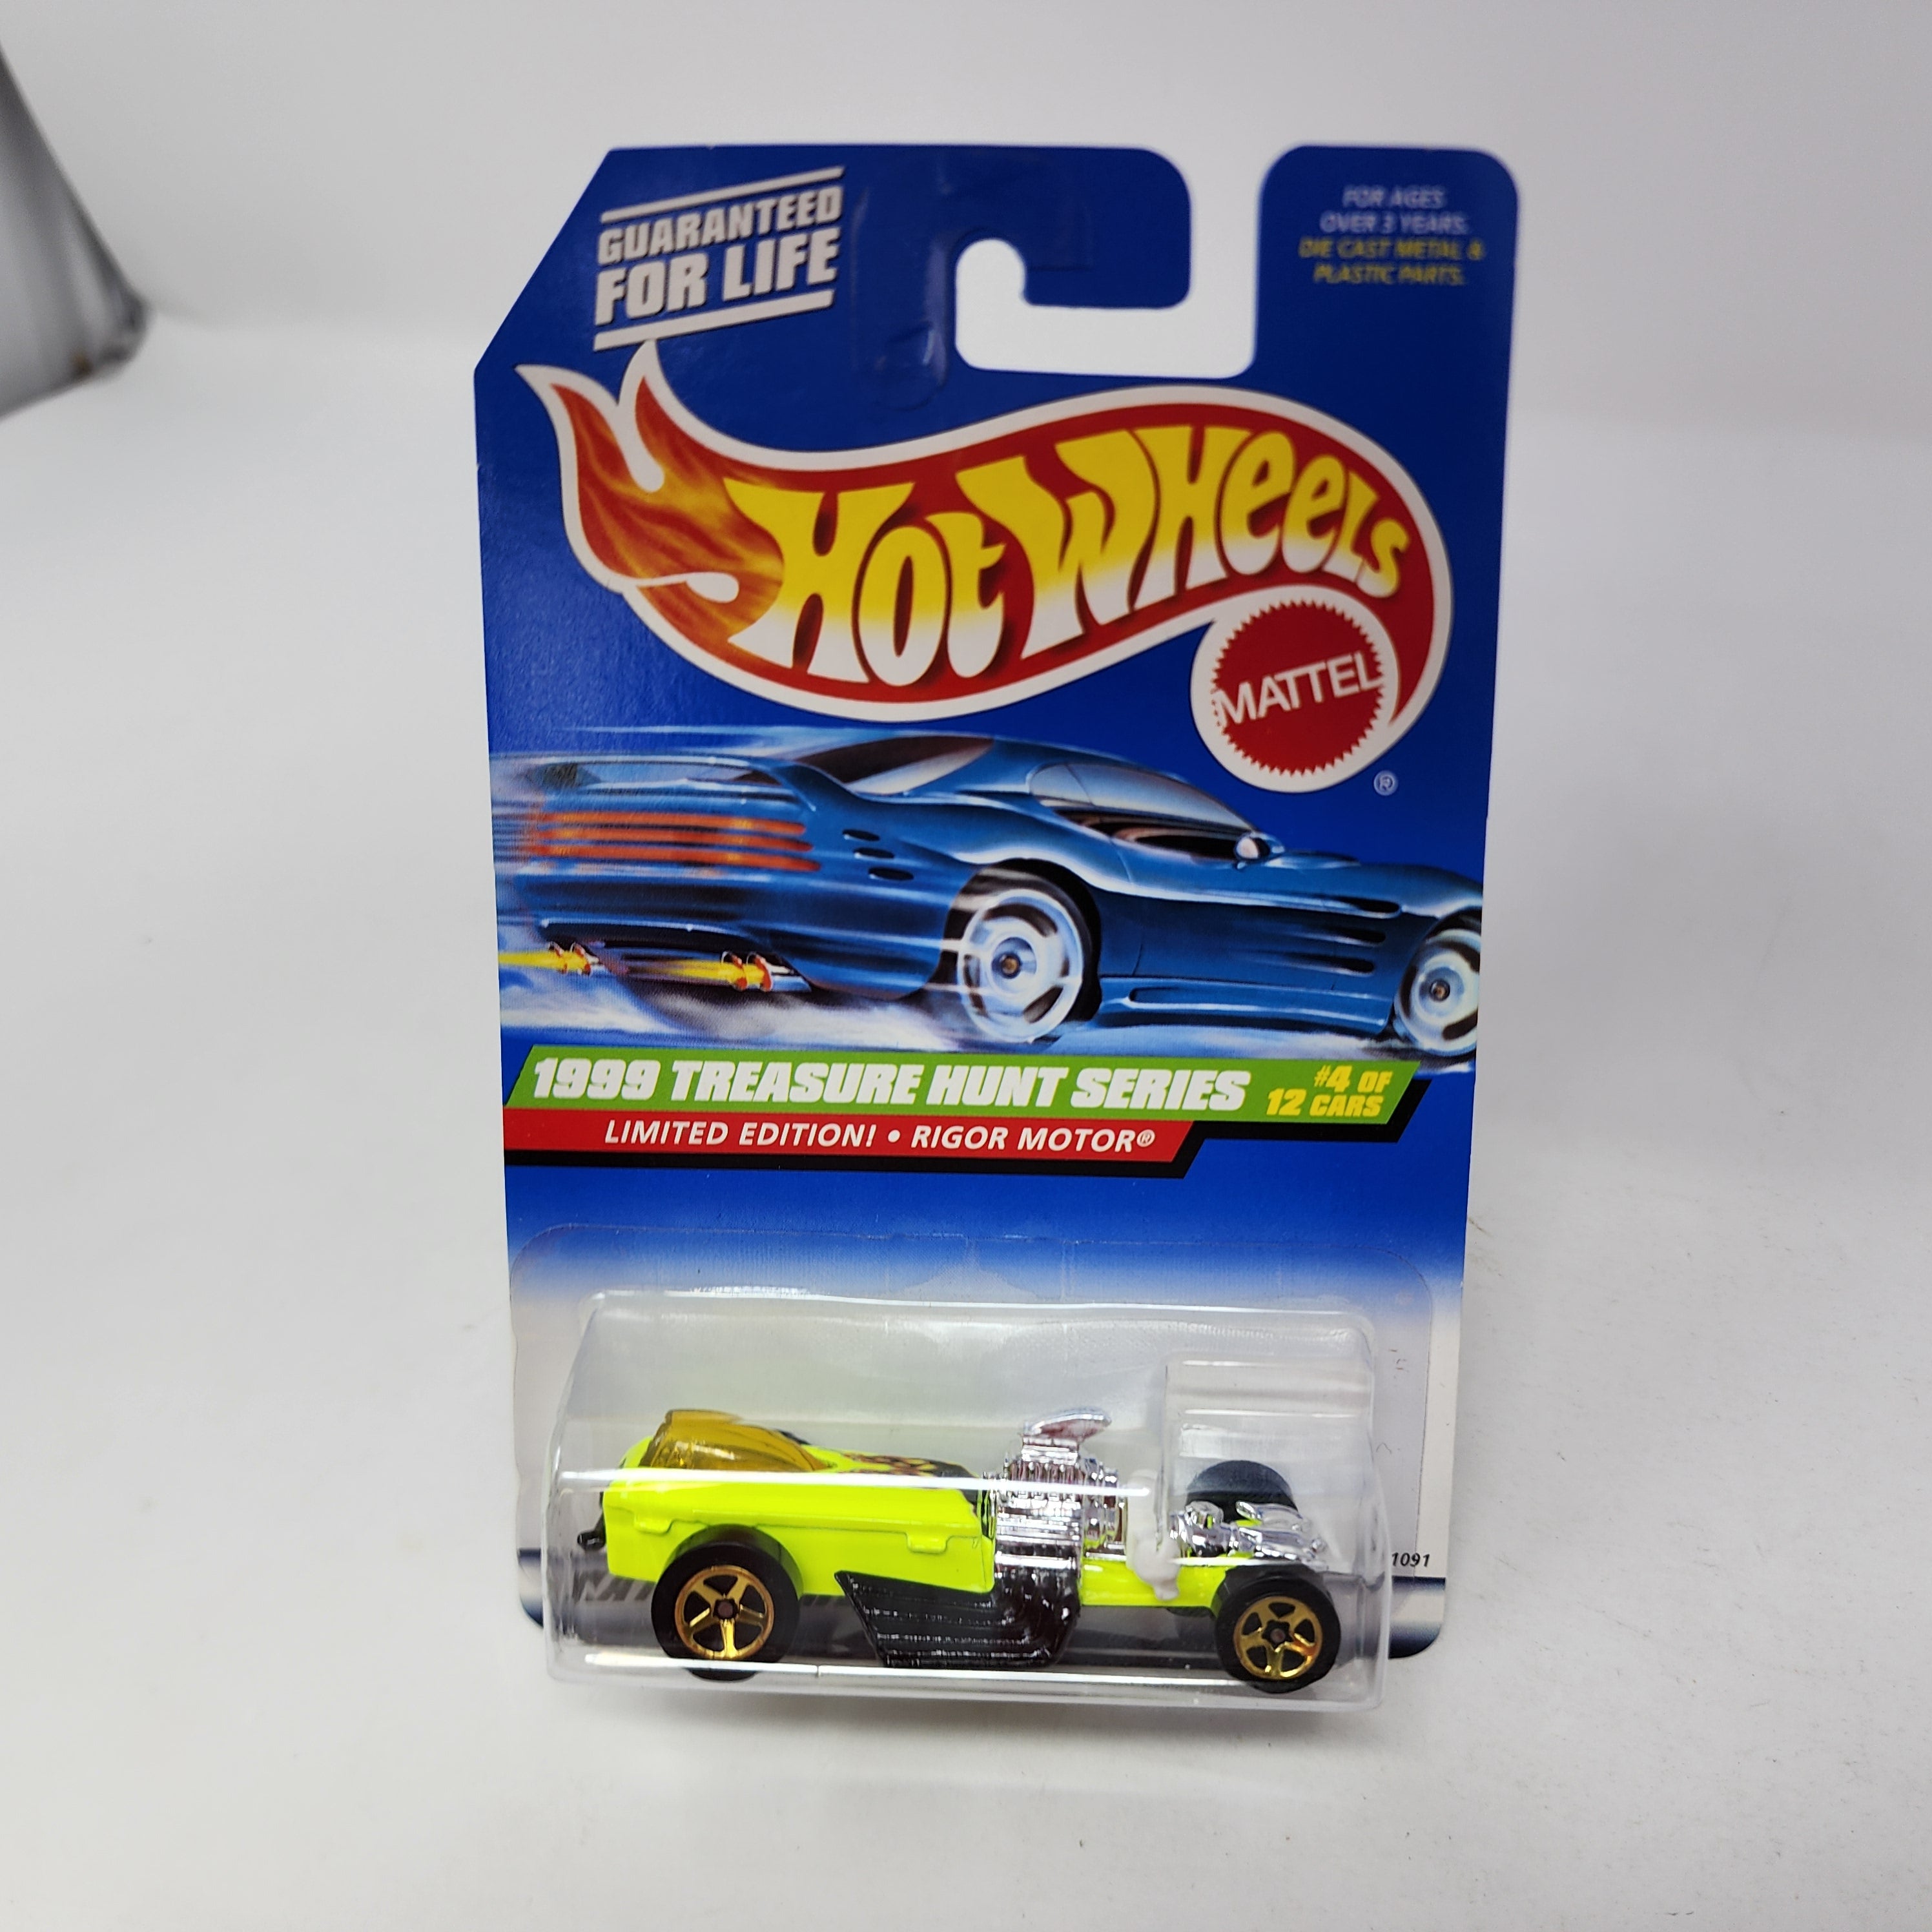 GUARANTEED
FOR LIFE
FOR AGES
OVER 3 YEARS.
DIE CAST METAL &
PLASTIC PARTS.
HOT WHEELS
MATTEL
®
1999 TREASURE HUNT SERIES
#4 OF
12 CARS
LIMITED EDITION! • RIGOR MOTOR®
1091